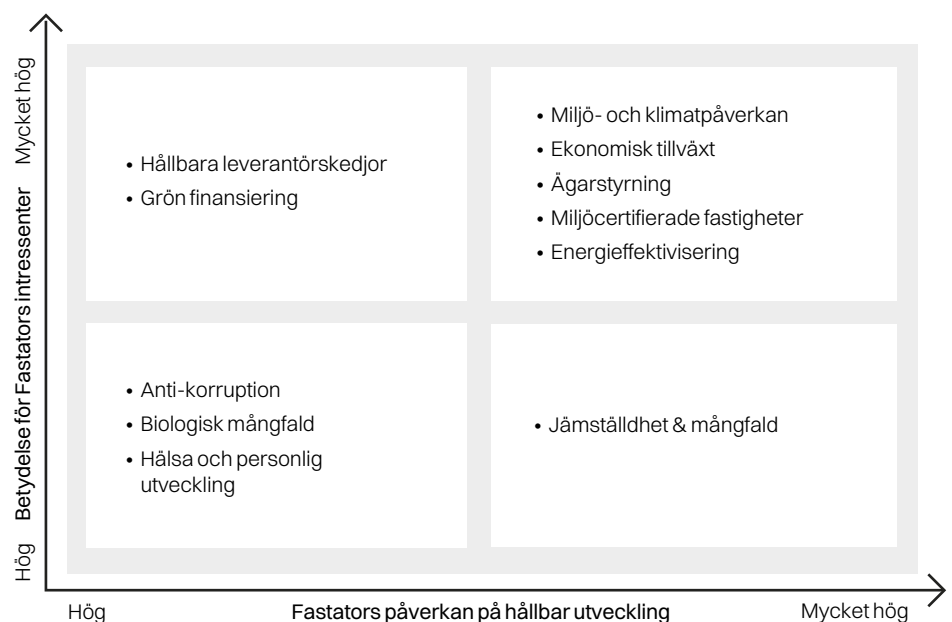 Mycket hög
Betydelse för Fastators intressenter
Hög
• Hållbara leverantörskedjor
• Grön finansiering
• Miljö- och klimatpåverkan
• Ekonomisk tillväxt
• Ägarstyrning
• Miljöcertifierade fastigheter
• Energieffektivisering
• Anti-korruption
• Biologisk mångfald
• Hälsa och personlig
utveckling
• Jämställdhet & mångfald
Hög
Fastators påverkan på hållbar utveckling
Mycket hög